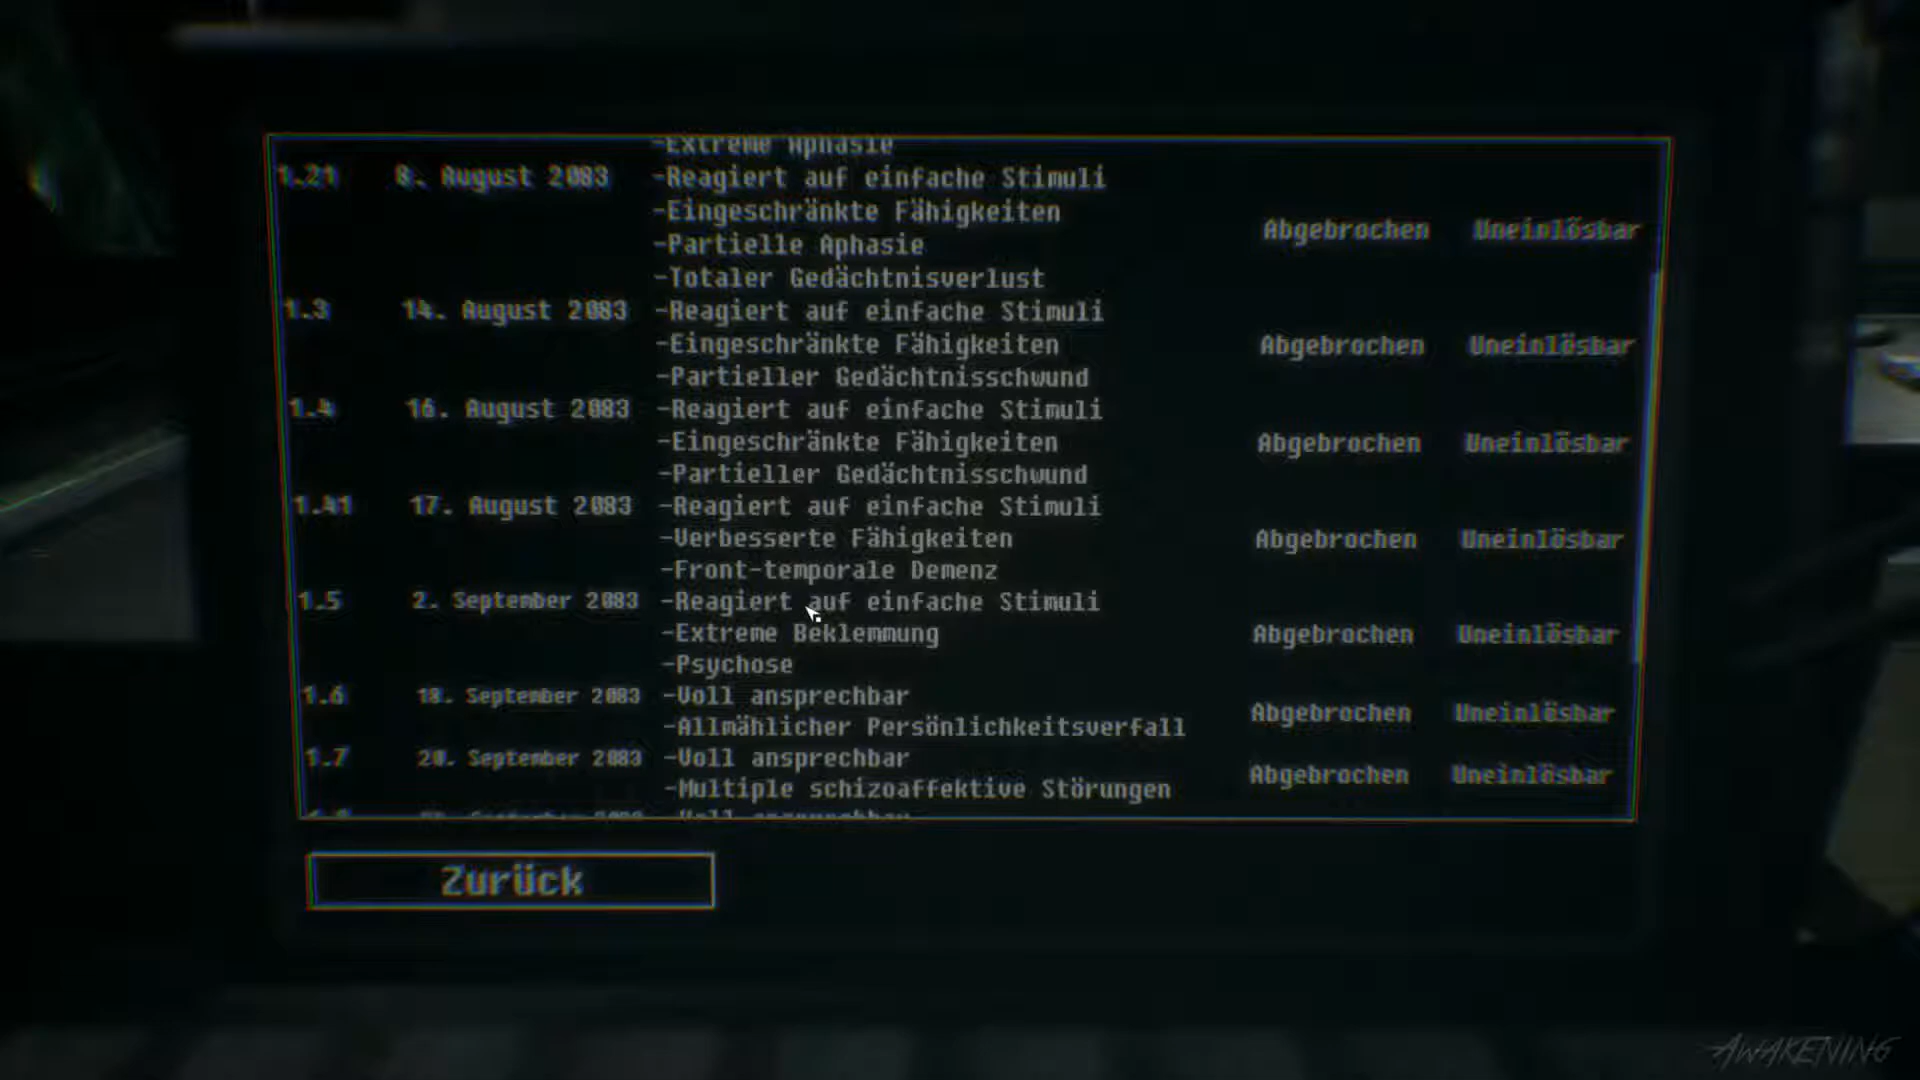 -Extreme Aphasie
1.21 8. August 2083 -Reagiert auf einfache Stimuli
-Eingeschränkte Fähigkeiten
Abgebrochen Uneinlösbar
-Partielle Aphasie
-Totaler Gedächtnisverlust
1.3 14. August 2083 -Reagiert auf einfache Stimuli
-Eingeschränkte Fähigkeiten Abgebrochen Uneinlösbar
-Partieller Gedächtnisschwund
1.4 16. August 2083 -Reagiert auf einfache Stimuli
-Eingeschränkte Fähigkeiten Abgebrochen Uneinlösbar
-Partieller Gedächtnisschwund
1.41 17. August 2083 -Reagiert auf einfache Stimuli
-Verbesserte Fähigkeiten Abgebrochen Uneinlösbar
-Front-temporale Demenz
1.5 2. September 2083 -Reagiert auf einfache Stimuli
-Extreme Beklemmung Abgebrochen Uneinlösbar
-Psychose
1.6 18. September 2083 -Voll ansprechbar
-Allmählicher Persönlichkeitsverfall Abgebrochen Uneinlösbar
1.7 20. September 2083 -Voll ansprechbar
-Multiple schizoaffektive Störungen Abgebrochen Uneinlösbar
Zurück
AWAKENING